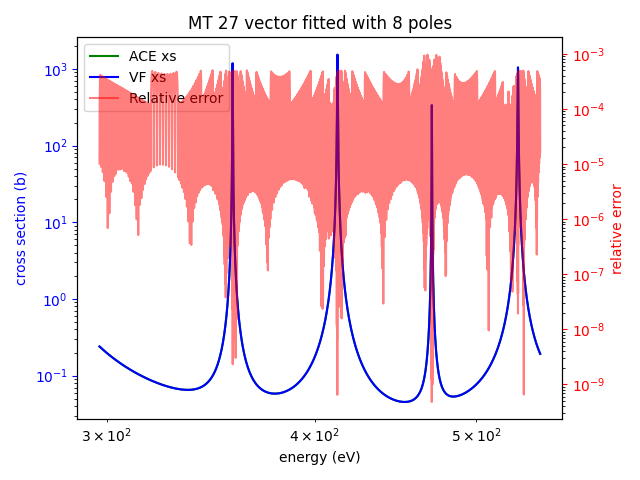 MT 27 vector fitted with 8 poles
ACE xs
VF xs
Relative error
cross section (b)
10³
10²
10¹
10⁰
10⁻¹
relative error
10⁻³
10⁻⁴
10⁻⁵
10⁻⁶
10⁻⁷
10⁻⁸
10⁻⁹
3 × 10² 4 × 10² 5 × 10²
energy (eV)